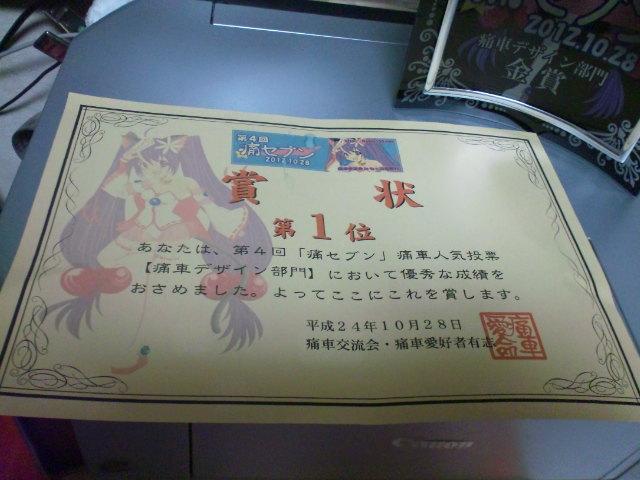 2012.10.28
痛車デザイン部門
金賞
第4回
痛セブン
2012.10.28
賞 状
第1位
あなたは、第4回「痛セブン」痛車人気投票
【痛車デザイン部門】において優秀な成績を
おさめました。よってここにこれを賞します。
平成24年10月28日
痛車交流会・痛車愛好者有志
Canon